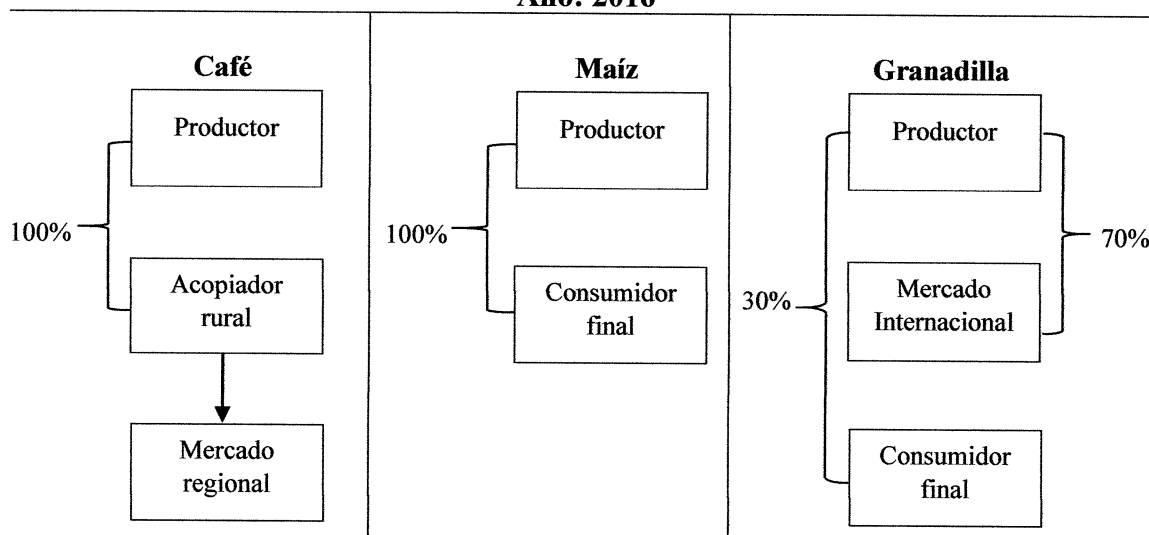 Café
Productor
100%
Acopiador
rural
Mercado
regional
Maíz
Productor
100%
Consumidor
final
Granadilla
Productor
70%
30%
Mercado
Internacional
Consumidor
final